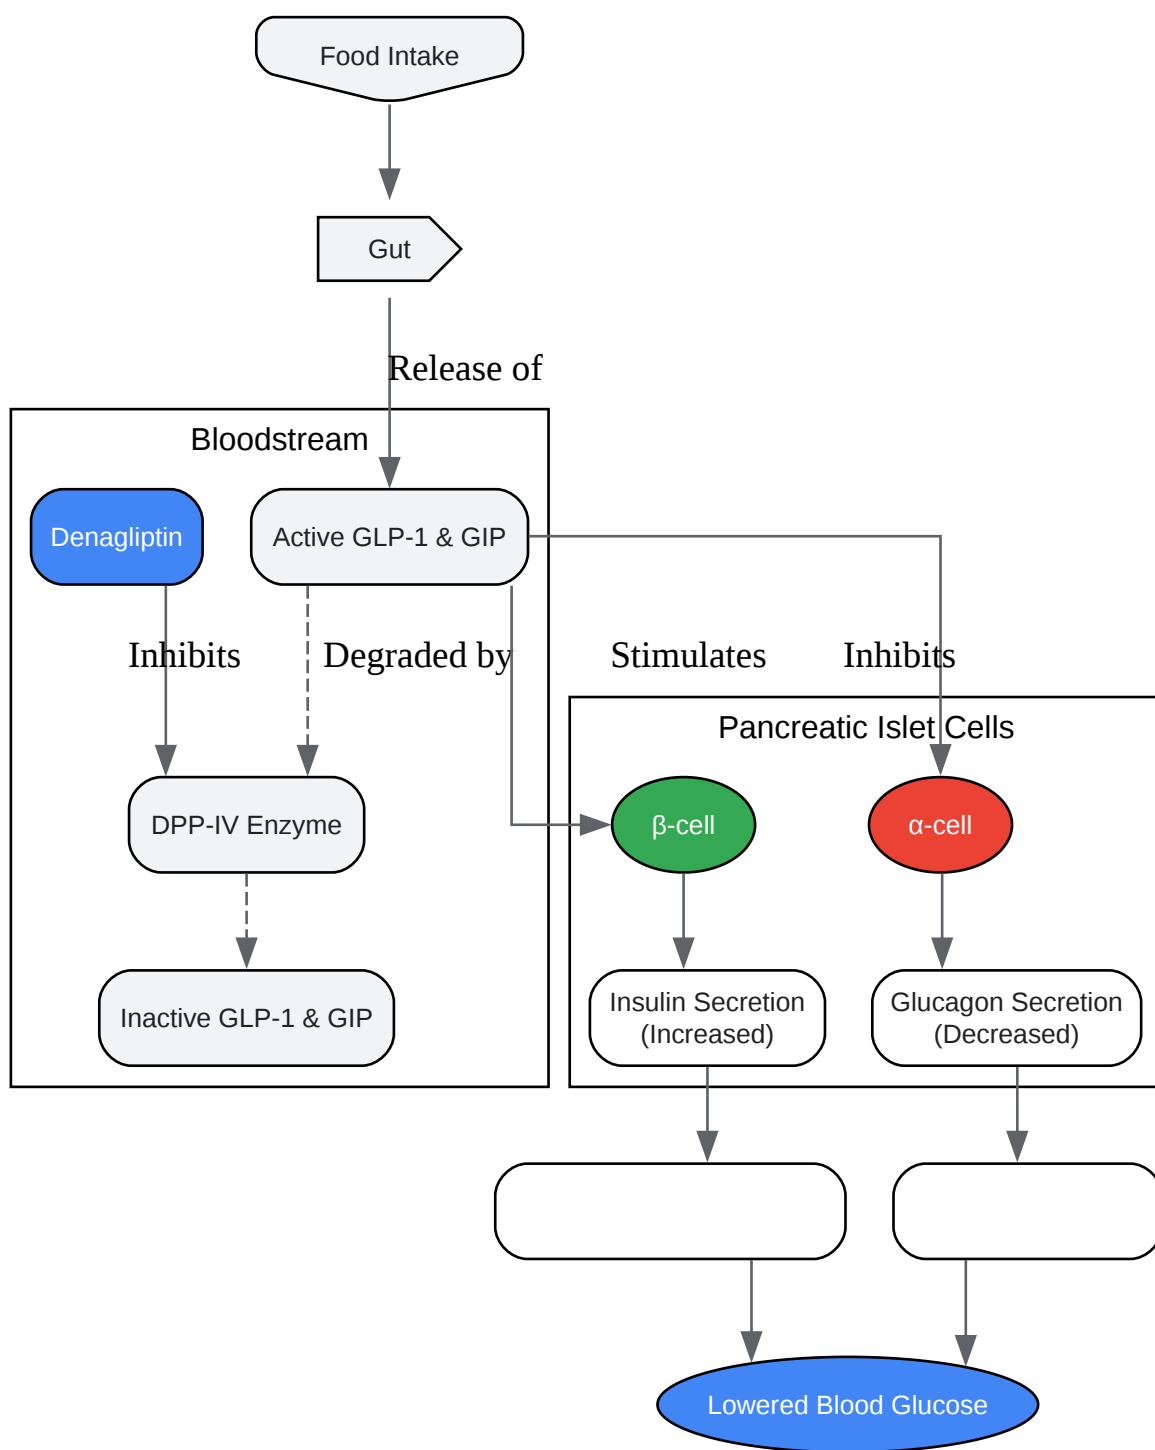 Food Intake
Gut
Release of
Bloodstream
Denagliptin
Active GLP-1 & GIP
Inhibits
Degraded by
Stimulates
Inhibits
Pancreatic Islet Cells
DPP-IV Enzyme
β-cell
α-cell
Inactive GLP-1 & GIP
Insulin Secretion
(Increased)
Glucagon Secretion
(Decreased)
Lowered Blood Glucose